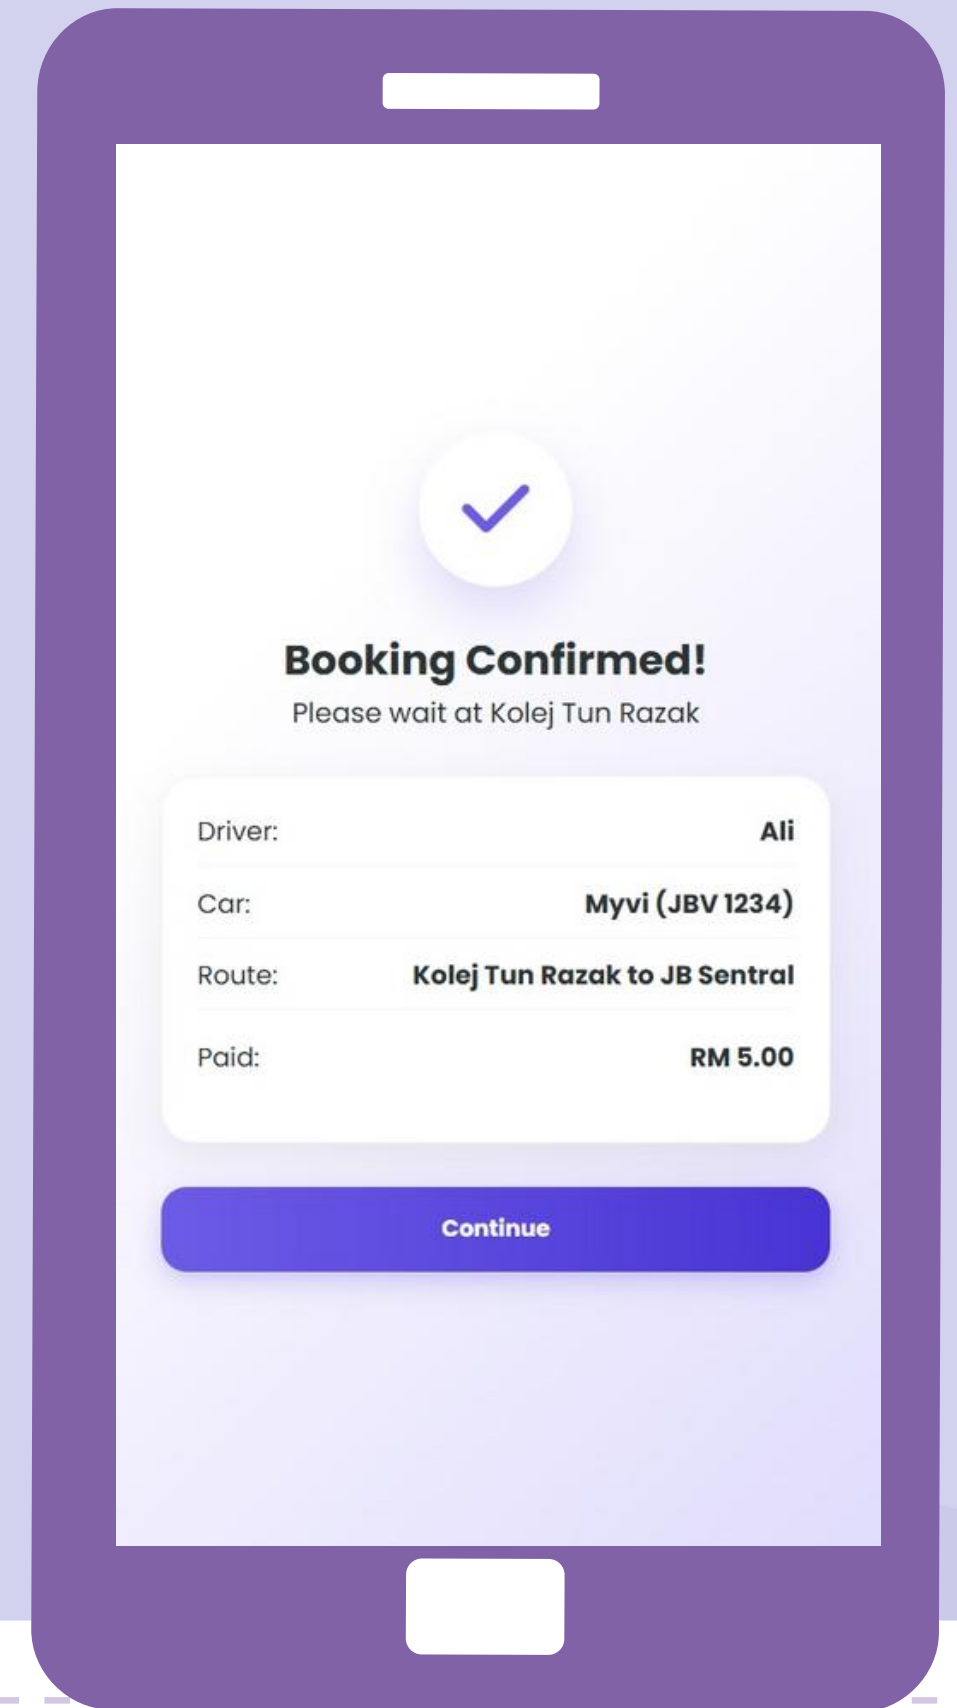 Booking Confirmed!
Please wait at Kolej Tun Razak
Driver: Ali
Car: Myvi (JBV 1234)
Route: Kolej Tun Razak to JB Sentral
Paid: RM 5.00
Continue